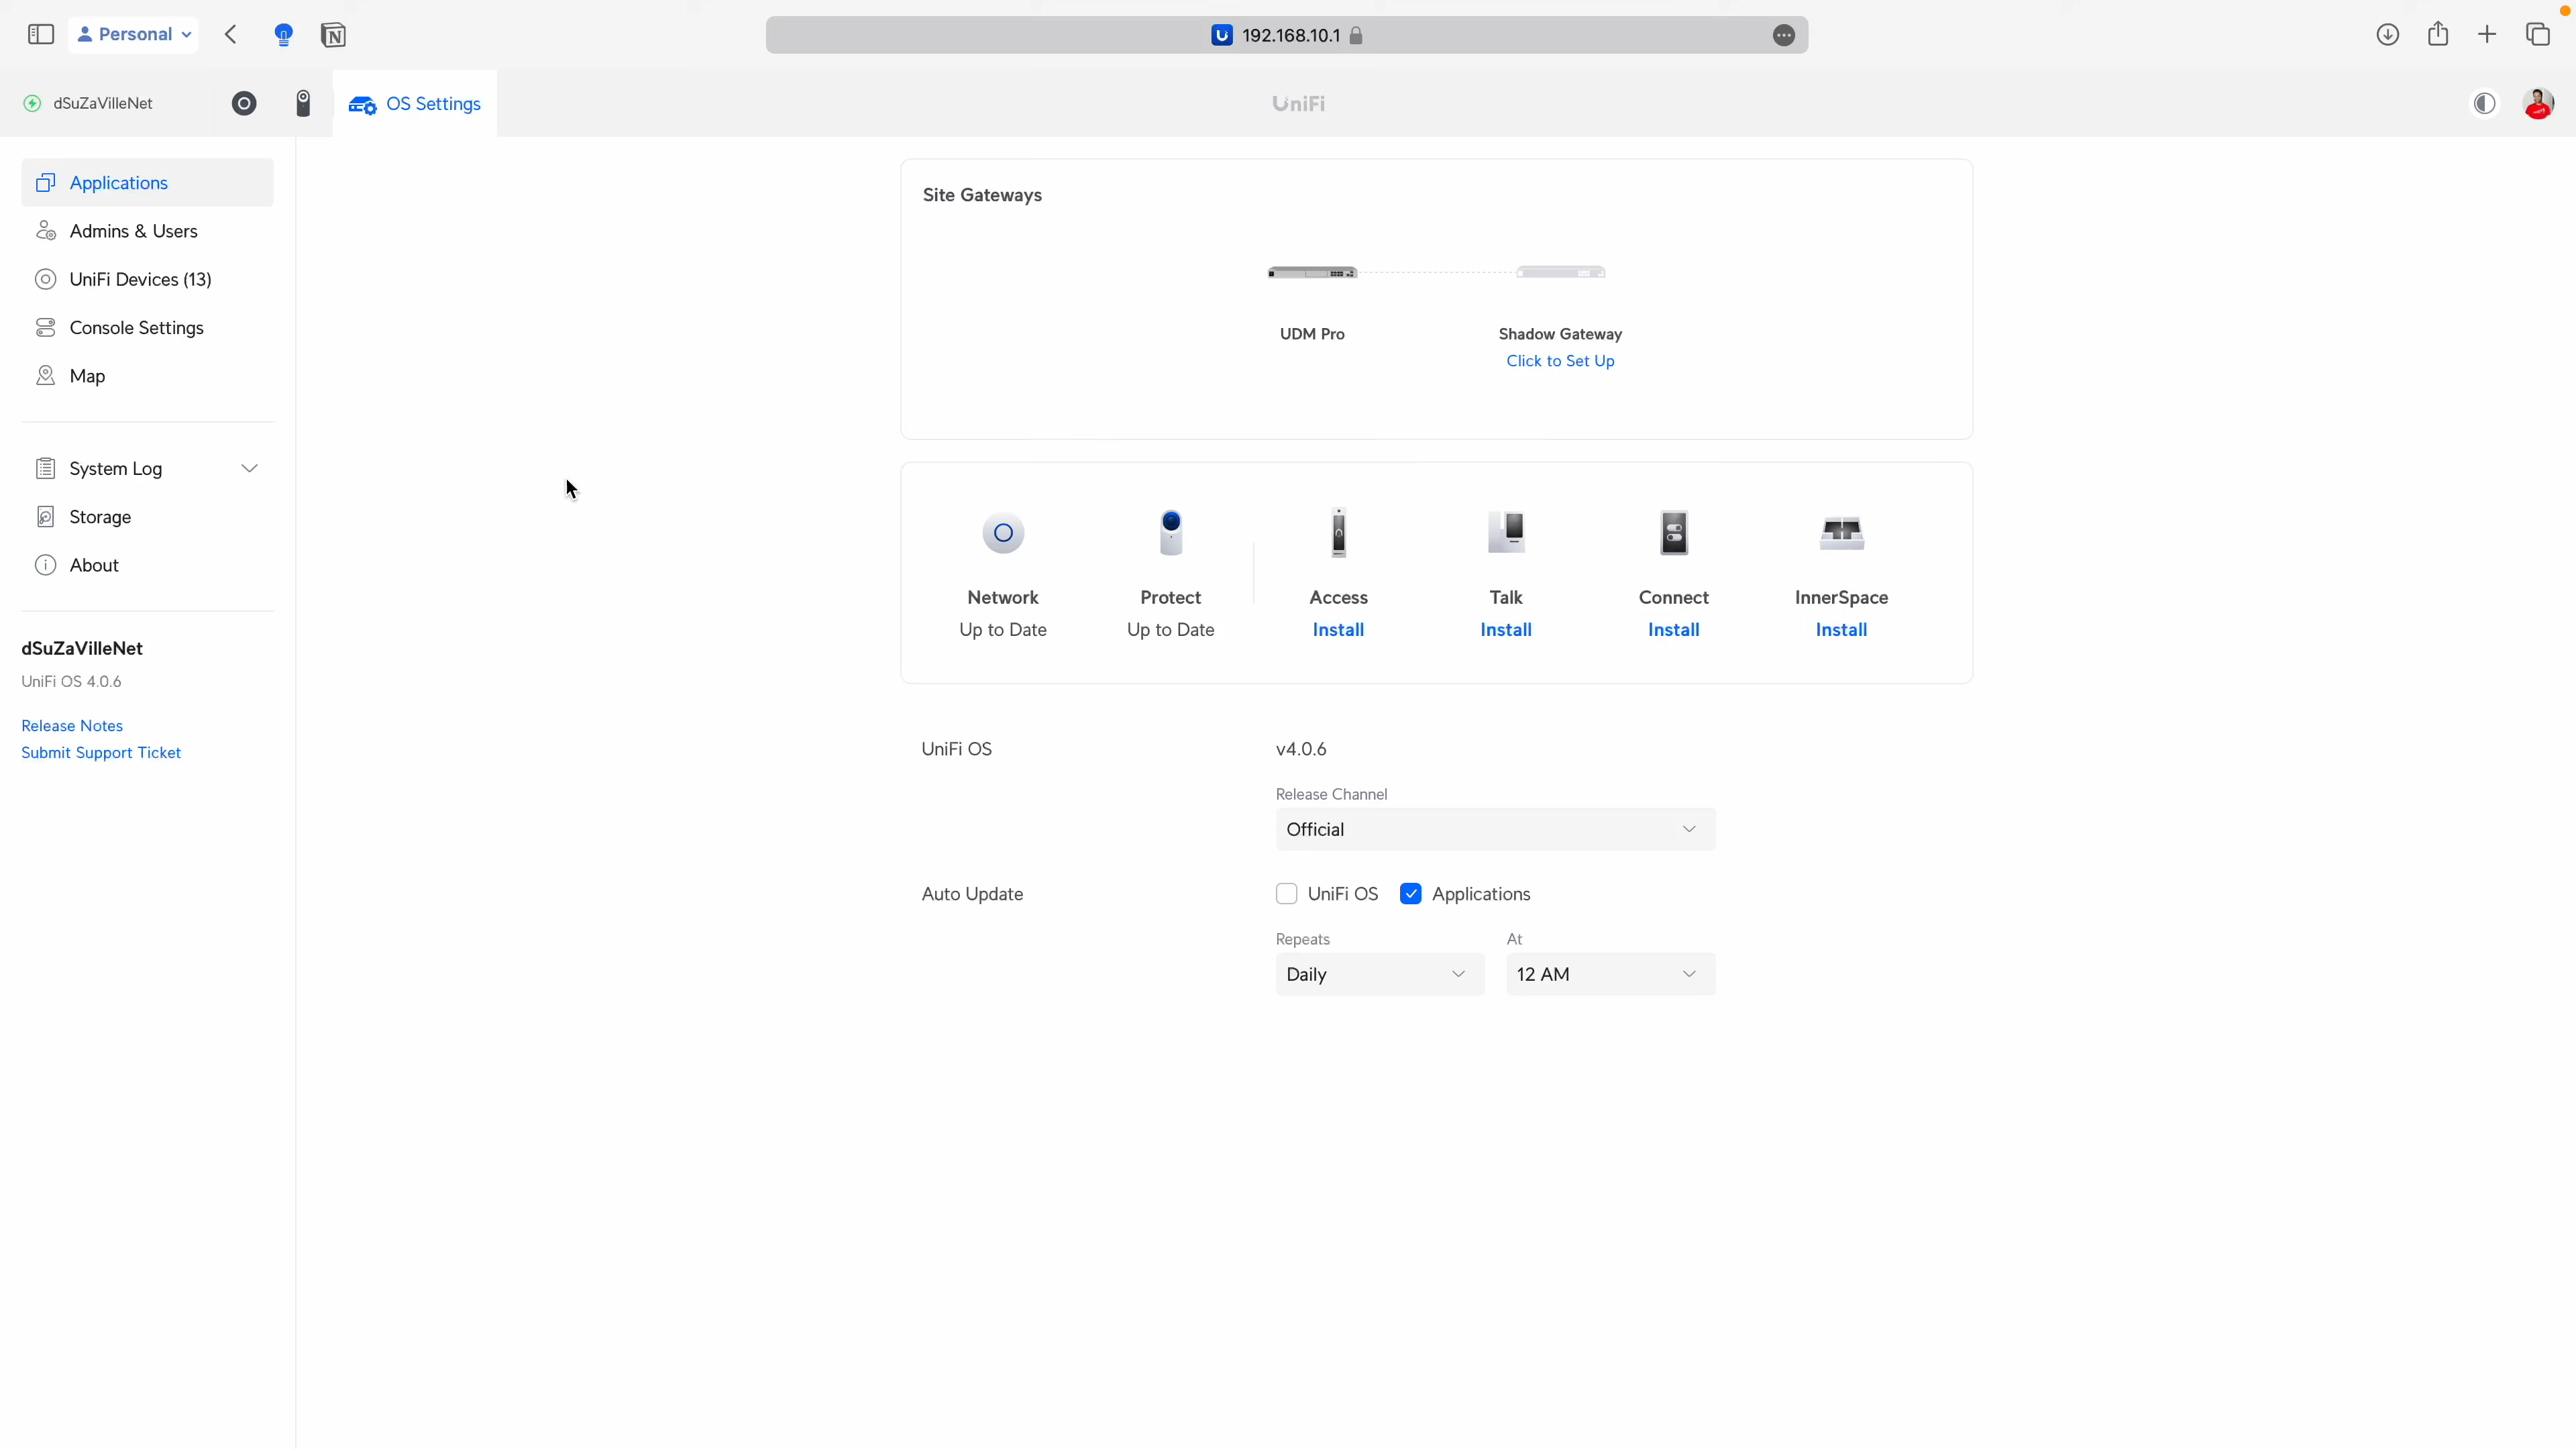 Personal
192.168.10.1
dSuZaVilleNet
OS Settings
UniFi
Applications
Admins & Users
UniFi Devices (13)
Console Settings
Map
System Log
Storage
About
dSuZaVilleNet
UniFi OS 4.0.6
Release Notes
Submit Support Ticket
Site Gateways
UDM Pro
Shadow Gateway
Click to Set Up
Network
Up to Date
Protect
Up to Date
Access
Install
Talk
Install
Connect
Install
InnerSpace
Install
UniFi OS
v4.0.6
Release Channel
Official
Auto Update
UniFi OS
Applications
Repeats
At
Daily
12 AM